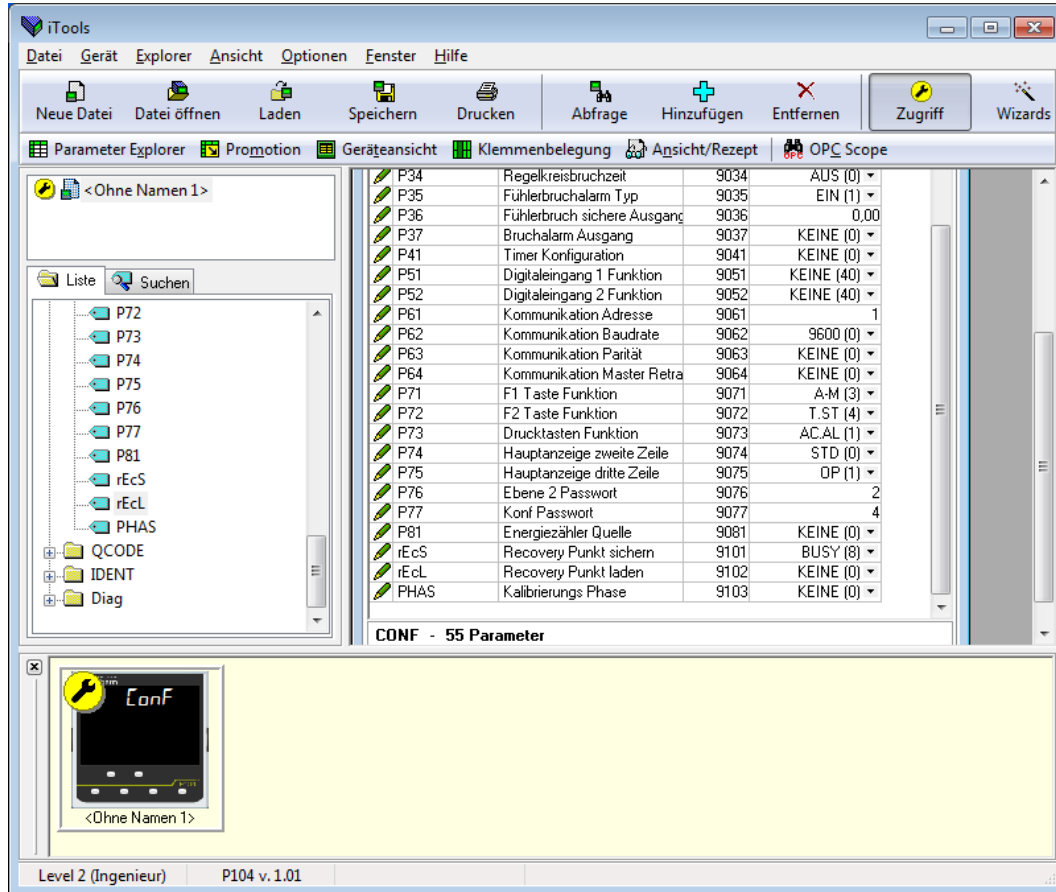 iTools
Datei Gerät Explorer Ansicht Optionen Fenster Hilfe
Neue Datei Datei öffnen Laden Speichern Drucken Abfrage Hinzufügen Entfernen Zugriff Wizards
Parameter Explorer Promotion Geräteansicht Klemmenbelegung Ansicht/Rezept OPC Scope
<Ohne Namen 1>
Liste Suchen
P72
P73
P74
P75
P76
P77
P81
rEcS
rEcL
PHAS
QCODE
IDENT
Diag
P34 Regelkreisbruchzeit 9034 AUS (0)
P35 Fühlerbruchalarm Typ 9035 EIN (1)
P36 Fühlerbruch sichere Ausgang 9036 0,00
P37 Bruchalarm Ausgang 9037 KEINE (0)
P41 Timer Konfiguration 9041 KEINE (0)
P51 Digitaleingang 1 Funktion 9051 KEINE (40)
P52 Digitaleingang 2 Funktion 9052 KEINE (40)
P61 Kommunikation Adresse 9061 1
P62 Kommunikation Baudrate 9062 9600 (0)
P63 Kommunikation Parität 9063 KEINE (0)
P64 Kommunikation Master Retra 9064 KEINE (0)
P71 F1 Taste Funktion 9071 A-M (3)
P72 F2 Taste Funktion 9072 T.ST (4)
P73 Drucktasten Funktion 9073 AC.AL (1)
P74 Hauptanzeige zweite Zeile 9074 STD (0)
P75 Hauptanzeige dritte Zeile 9075 OP (1)
P76 Ebene 2 Passwort 9076 2
P77 Konf Passwort 9077 4
P81 Energiezähler Quelle 9081 KEINE (0)
rEcS Recovery Punkt sichern 9101 BUSY (8)
rEcL Recovery Punkt laden 9102 KEINE (0)
PHAS Kalibrierungs Phase 9103 KEINE (0)
CONF - 55 Parameter
ConF
<Ohne Namen 1>
Level 2 (Ingenieur) P104 v. 1.01